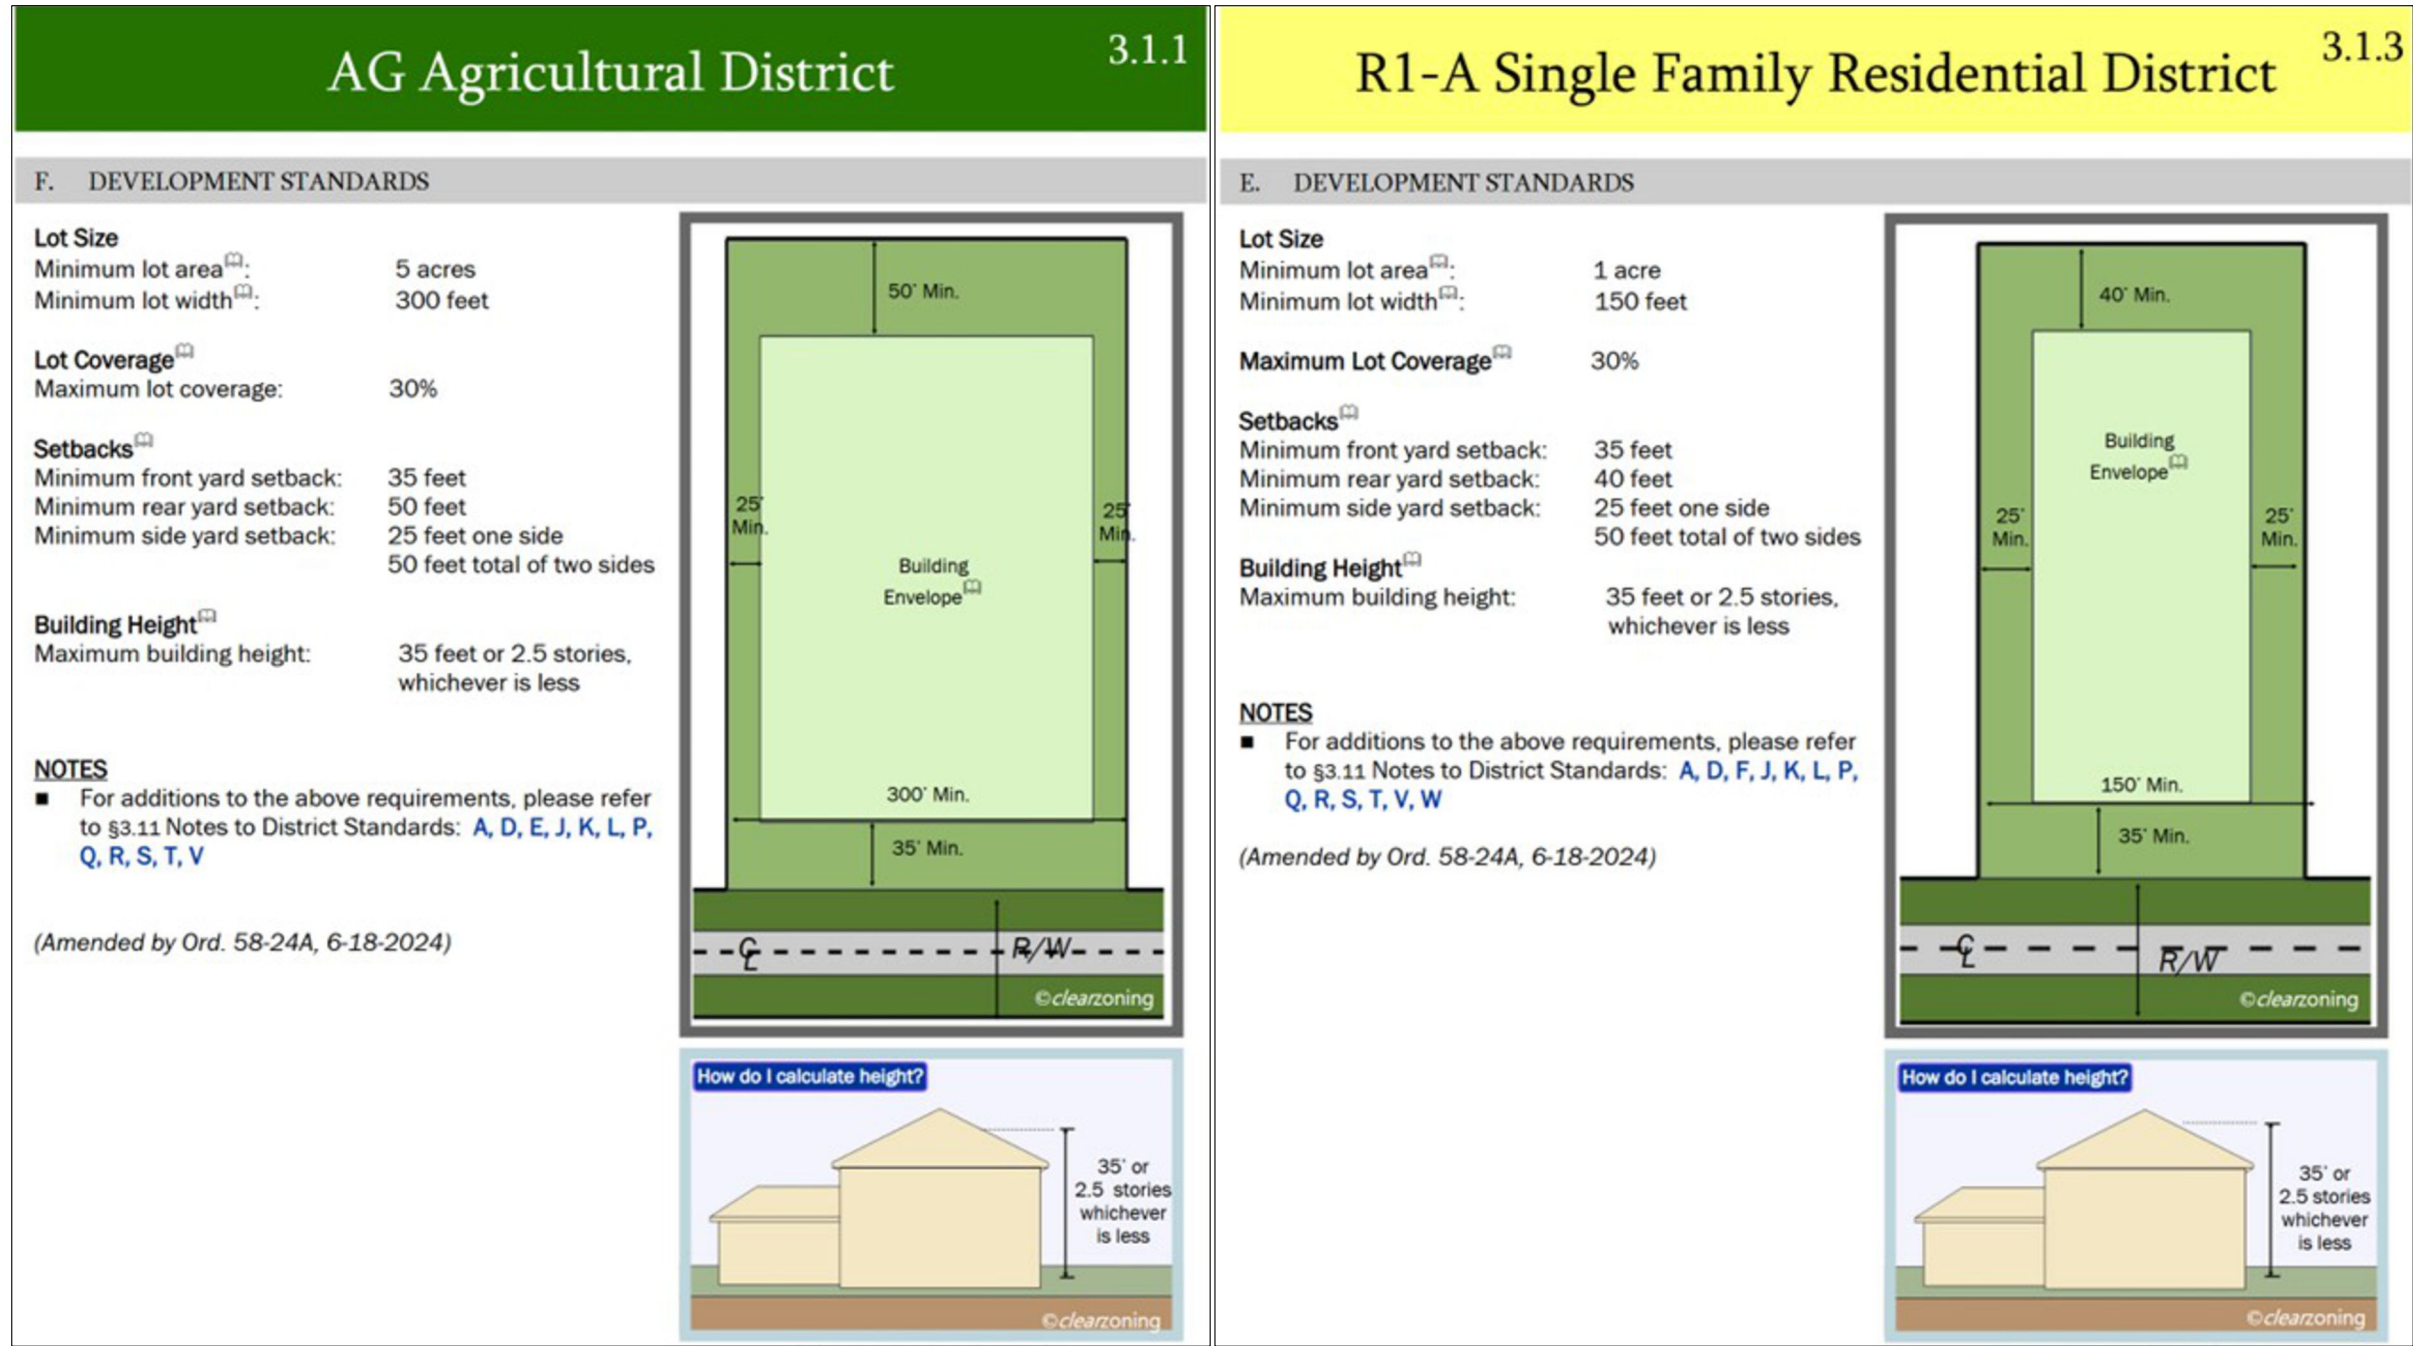 AG Agricultural District
3.1.1
F. DEVELOPMENT STANDARDS
Lot Size
Minimum lot area: 5 acres
Minimum lot width: 300 feet
Lot Coverage
Maximum lot coverage: 30%
Setbacks
Minimum front yard setback: 35 feet
Minimum rear yard setback: 50 feet
Minimum side yard setback: 25 feet one side
50 feet total of two sides
Building Height
Maximum building height: 35 feet or 2.5 stories,
whichever is less
NOTES
■ For additions to the above requirements, please refer
to §3.11 Notes to District Standards: A, D, E, J, K, L, P,
Q, R, S, T, V
(Amended by Ord. 58-24A, 6-18-2024)
50' Min.
25'
Min.
25'
Min.
Building
Envelope
300' Min.
35' Min.
CL
R/W
©clearzoning
How do I calculate height?
35' or
2.5 stories
whichever
is less
©clearzoning
R1-A Single Family Residential District
3.1.3
E. DEVELOPMENT STANDARDS
Lot Size
Minimum lot area: 1 acre
Minimum lot width: 150 feet
Maximum Lot Coverage 30%
Setbacks
Minimum front yard setback: 35 feet
Minimum rear yard setback: 40 feet
Minimum side yard setback: 25 feet one side
50 feet total of two sides
Building Height
Maximum building height: 35 feet or 2.5 stories,
whichever is less
NOTES
■ For additions to the above requirements, please refer
to §3.11 Notes to District Standards: A, D, F, J, K, L, P,
Q, R, S, T, V, W
(Amended by Ord. 58-24A, 6-18-2024)
40' Min.
Building
Envelope
25'
Min.
25'
Min.
150' Min.
35' Min.
CL
R/W
©clearzoning
How do I calculate height?
35' or
2.5 stories
whichever
is less
©clearzoning